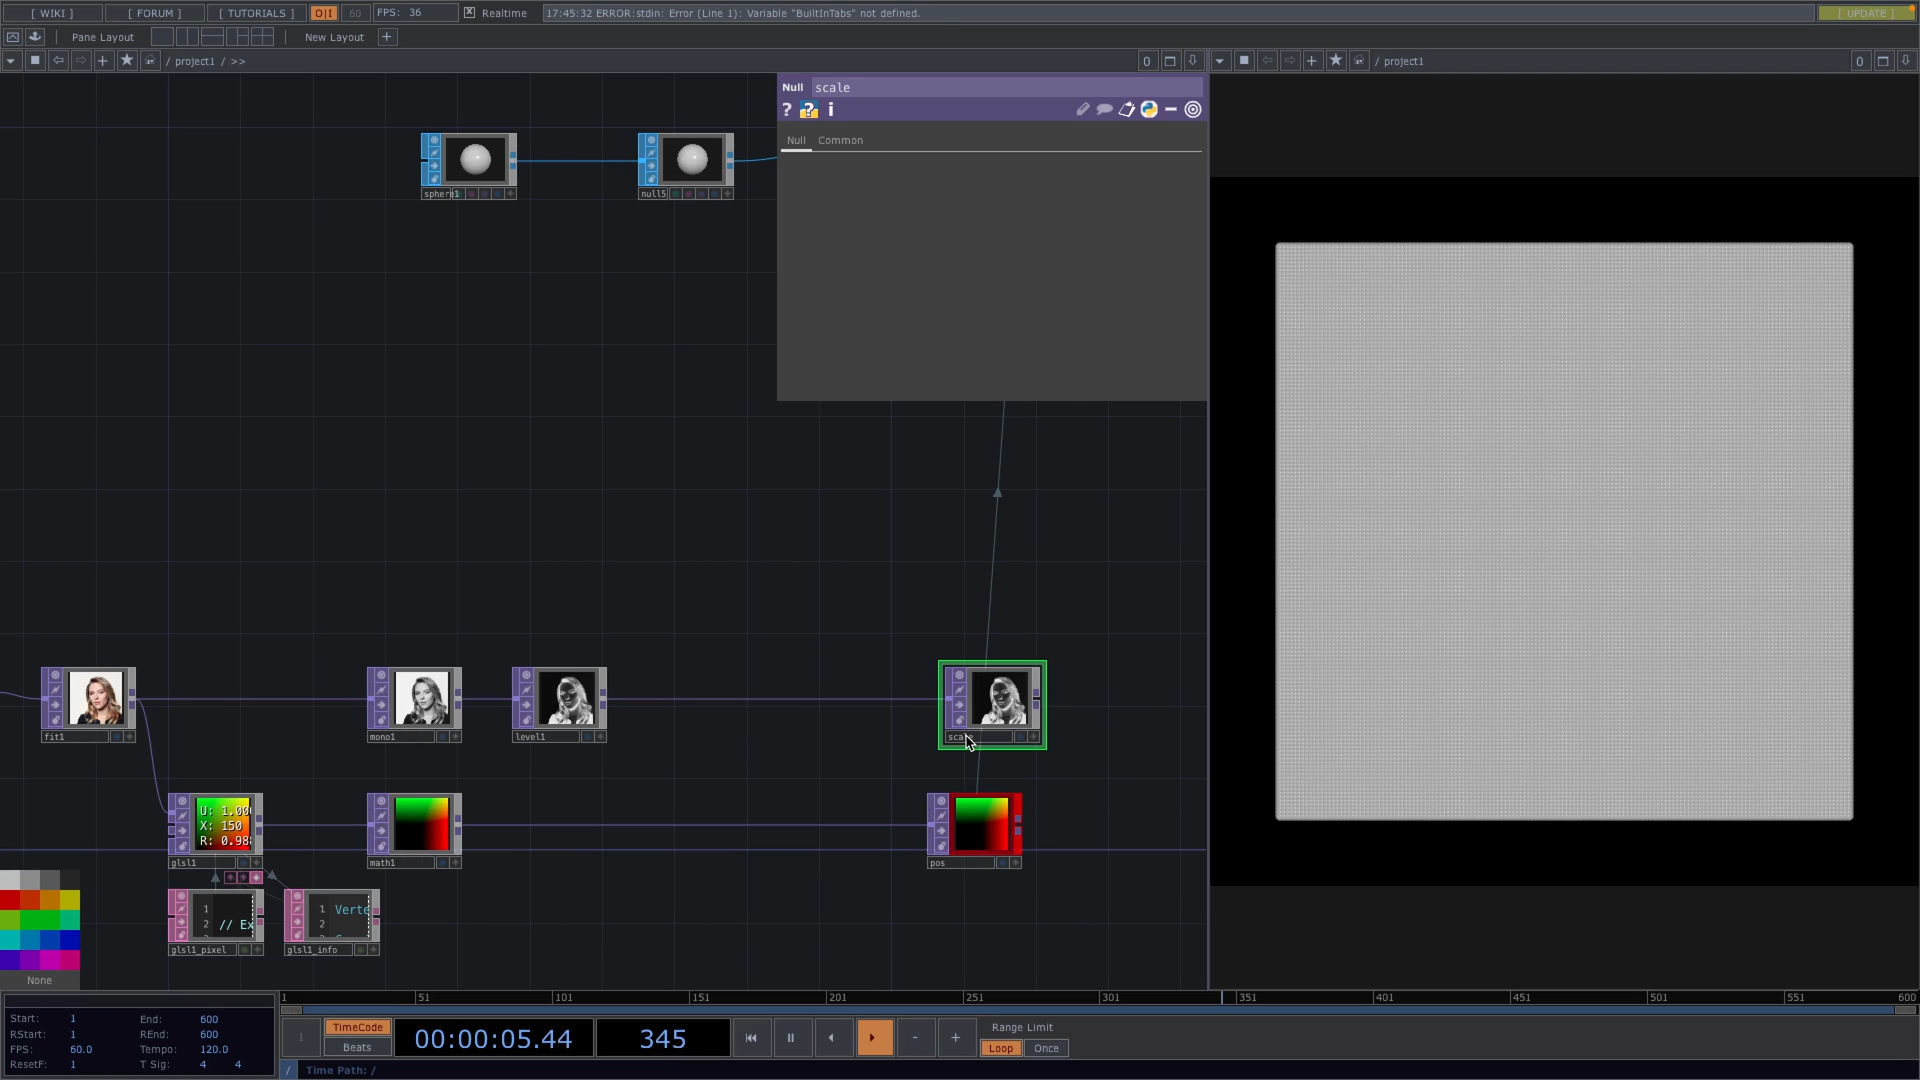 [ WIKI ] [ FORUM ] [ TUTORIALS ] O|I 60 FPS: 36 Realtime 17:45:32 ERROR:stdin: Error (Line 1): Variable "BuiltInTabs" not defined. [ UPDATE ]
Pane Layout New Layout +
/ project1 / >> 0 / project1 0
Null scale
? ? i
Null Common
sphere1 null5
fit1 mono1 level1
U: 1.00
X: 150
R: 0.98
glsl1 math1 pos
1
2 // Ex
1 Verte
2
glsl1_pixel glsl1_info
None
1 51 101 151 201 251 301 351 401 451 501 551 600
Start: 1 End: 600
RStart: 1 REnd: 600
FPS: 60.0 Tempo: 120.0
ResetF: 1 T Sig: 4 4
1 TimeCode
Beats
00:00:05.44 345 - +
Range Limit
Loop Once
/ Time Path: /